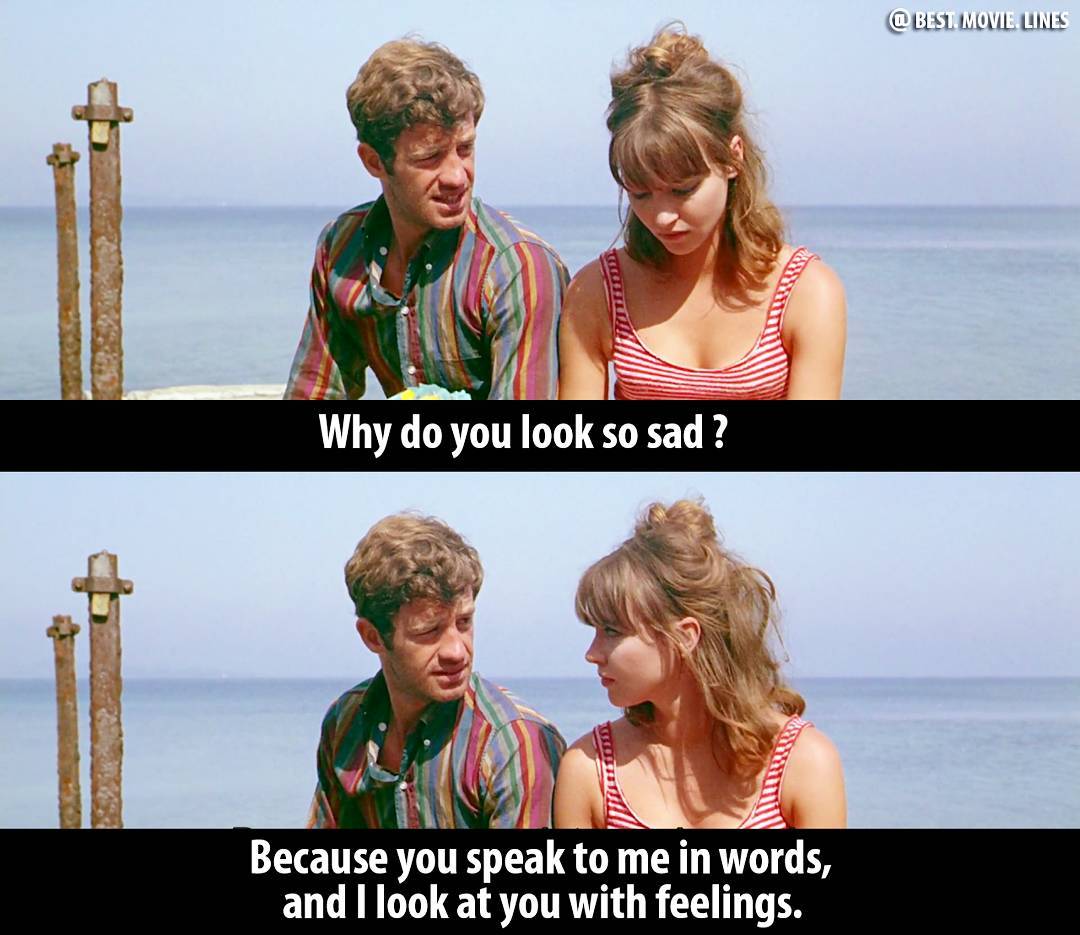 @ BEST. MOVIE. LINES
Why do you look so sad ?
Because you speak to me in words,
and I look at you with feelings.